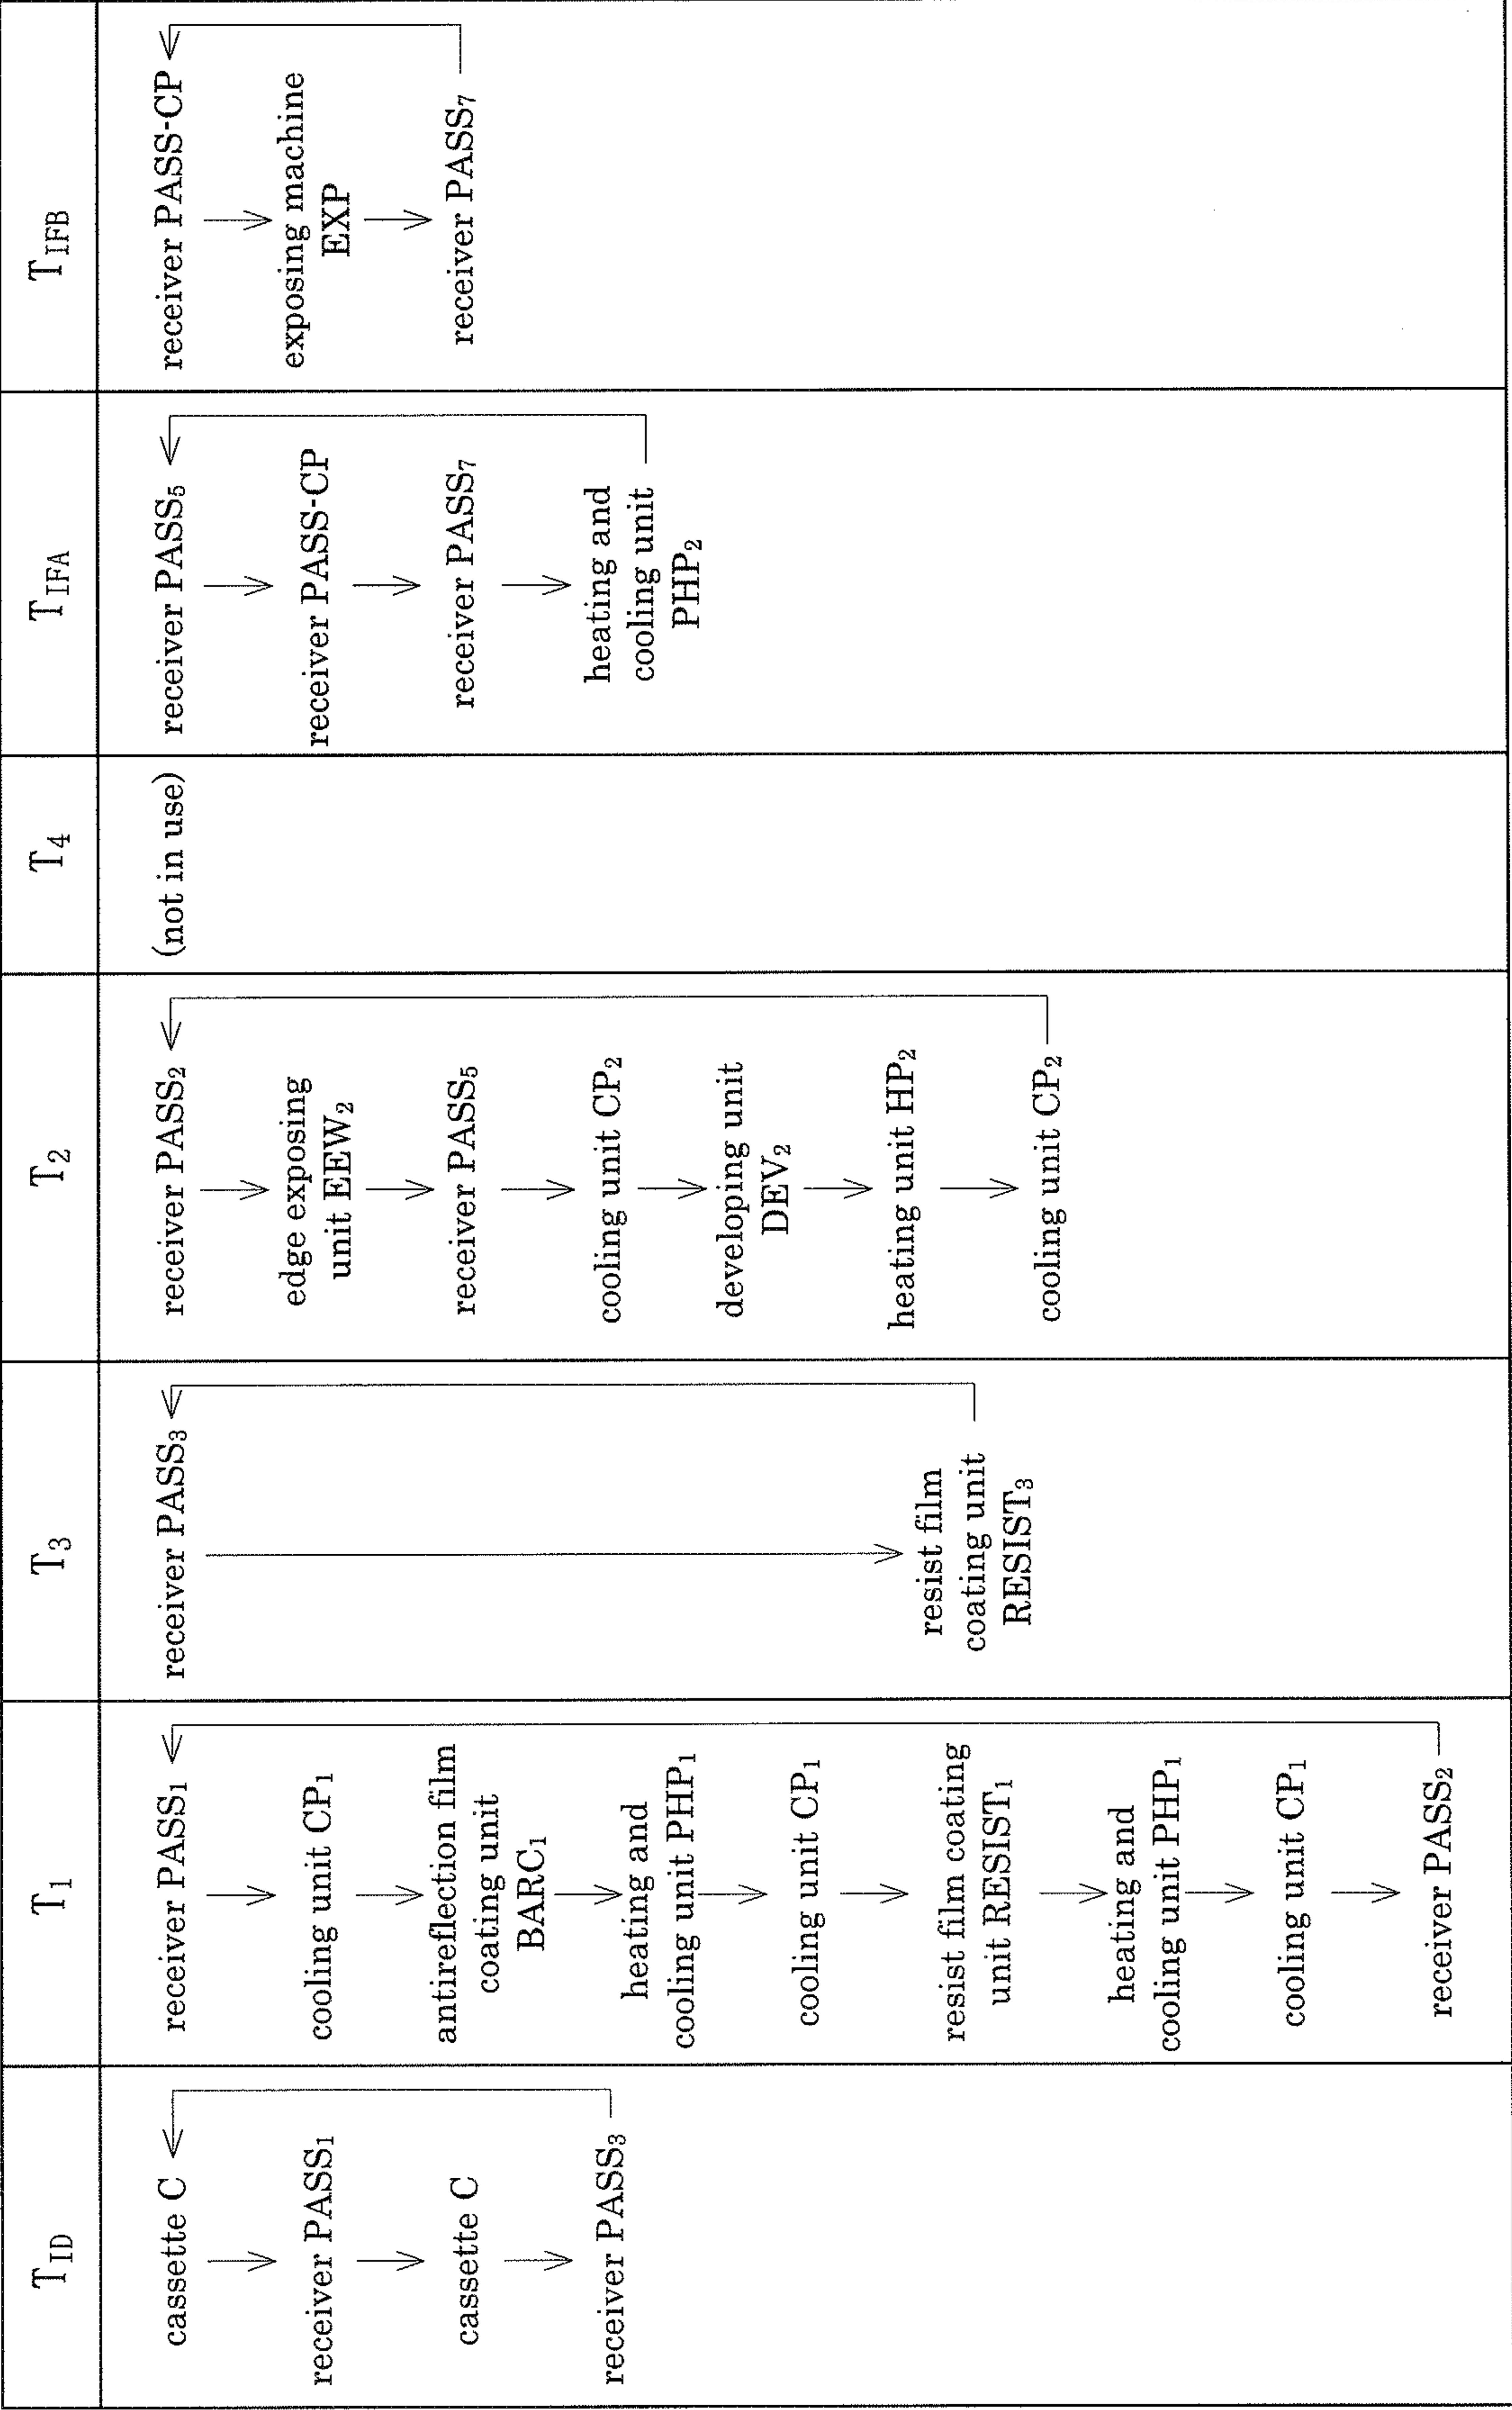 T_ID
cassette C
receiver PASS₁
cassette C
receiver PASS₃
T₁
receiver PASS₁
cooling unit CP₁
antireflection film
coating unit
BARC₁
heating and
cooling unit PHP₁
cooling unit CP₁
resist film coating
unit RESIST₁
heating and
cooling unit PHP₁
cooling unit CP₁
receiver PASS₂
T₃
receiver PASS₃
resist film
coating unit
RESIST₃
T₂
receiver PASS₂
edge exposing
unit EEW₂
receiver PASS₅
cooling unit CP₂
developing unit
DEV₂
heating unit HP₂
cooling unit CP₂
T₄
(not in use)
T_IFA
receiver PASS₅
receiver PASS-CP
receiver PASS₇
heating and
cooling unit
PHP₂
T_IFB
receiver PASS-CP
exposing machine
EXP
receiver PASS₇